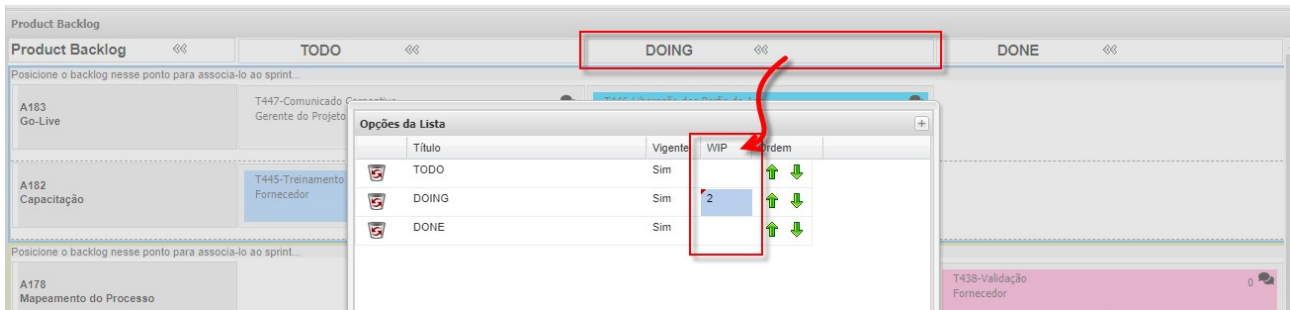 Product Backlog
Product Backlog TODO DOING DONE
Posicione o backlog nesse ponto para associa-lo ao sprint...
A183
Go-Live
T447-Comunicado
Gerente do Projeto
Opções da Lista
Título Vigente WIP Ordem
TODO Sim
DOING Sim 2
DONE Sim
A182
Capacitação
T445-Treinamento
Fornecedor
Posicione o backlog nesse ponto para associa-lo ao sprint...
A178
Mapeamento do Processo
T438-Validação 0
Fornecedor